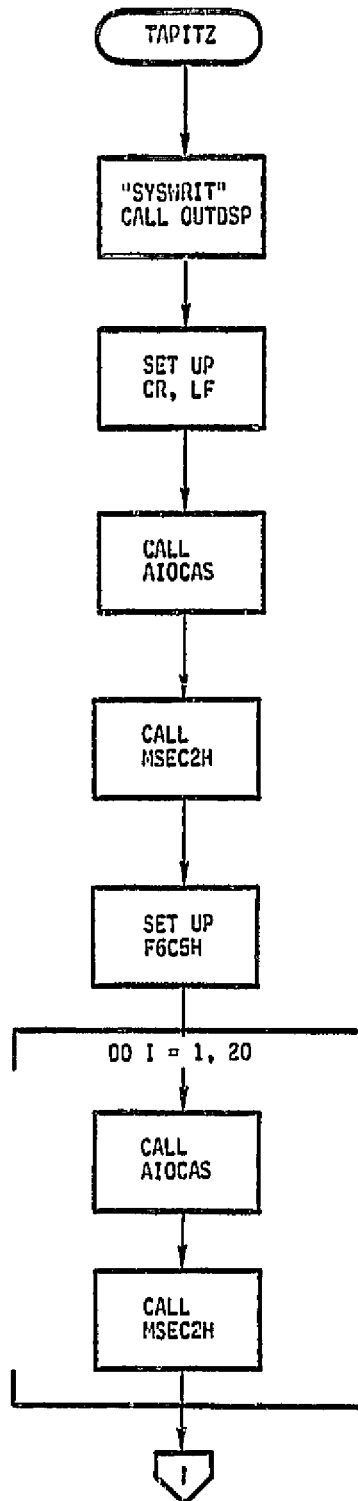 TAPITZ
"SYSWRIT"
CALL OUTDSP
SET UP
CR, LF
CALL
AIOCAS
CALL
MSEC2H
SET UP
F6C5H
DO I = 1, 20
CALL
AIOCAS
CALL
MSEC2H
1